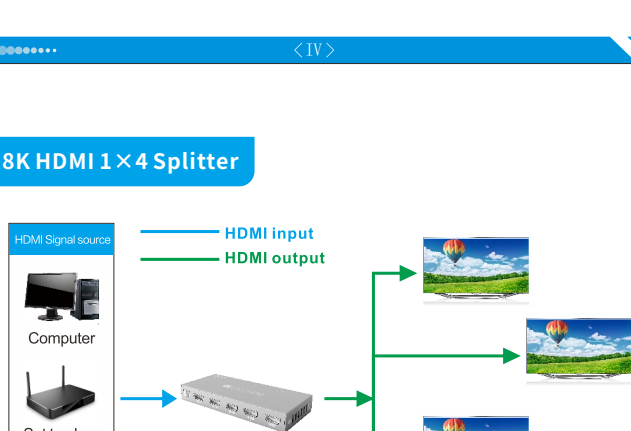 〈IV〉
8K HDMI 1×4 Splitter
HDMI Signal source
HDMI input
HDMI output
Computer